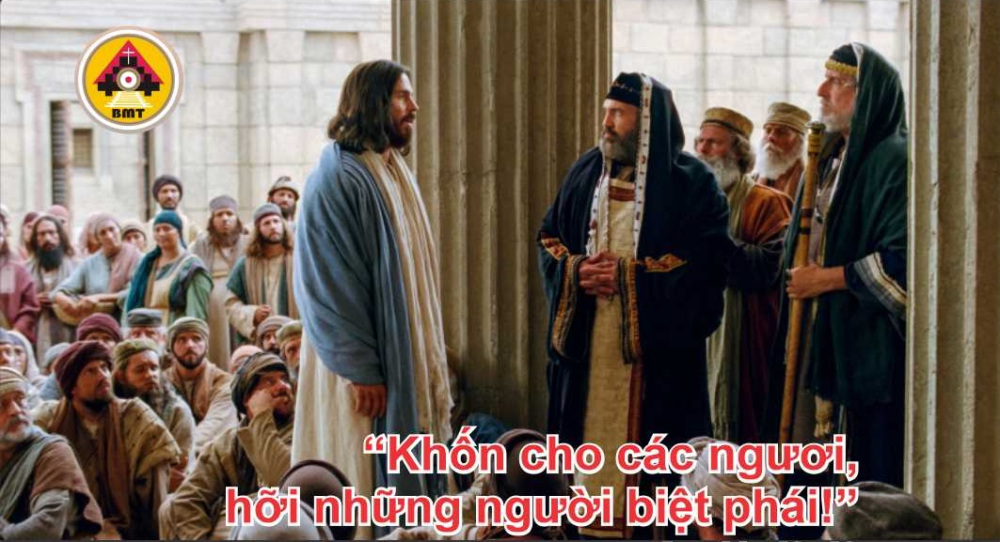 BMT
“Khốn cho các ngươi,
hỡi những người biệt phái!”